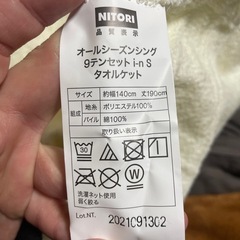 NITORI
品質表示
オールシーズンシング
9テンセット i-n S
タオルケット
サイズ 約幅140cm 丈190cm
組成 地糸 ポリエステル100%
パイル 綿100%
取り扱い表示
30
W
洗濯ネット使用
弱く絞る
Lot.NT. 2021091302